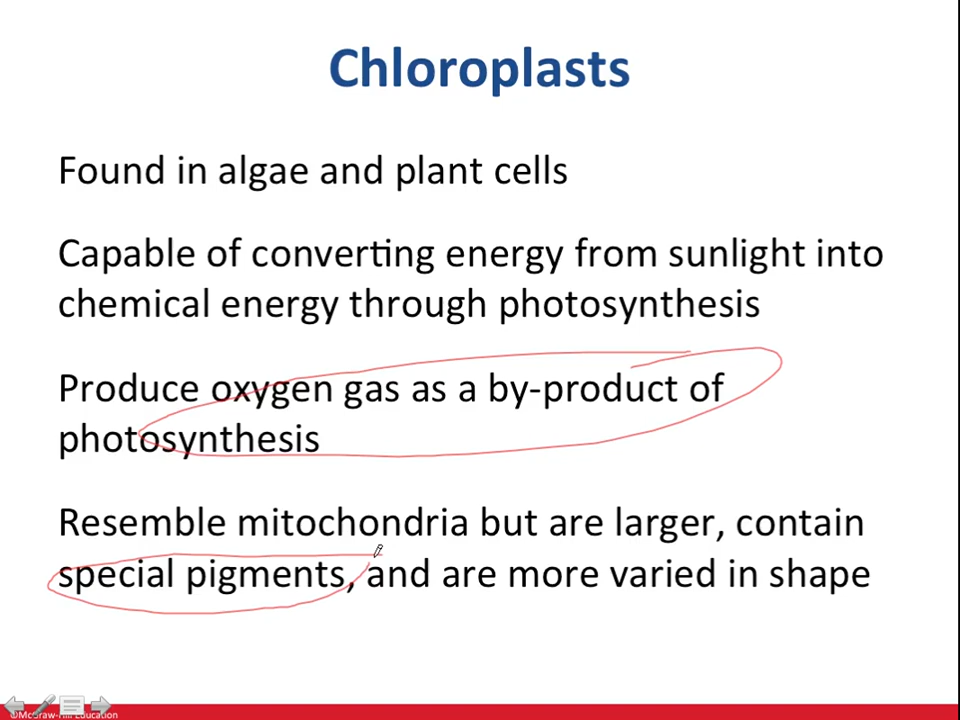 Chloroplasts
Found in algae and plant cells
Capable of converting energy from sunlight into
chemical energy through photosynthesis
Produce oxygen gas as a by-product of
photosynthesis
Resemble mitochondria but are larger, contain
special pigments, and are more varied in shape
©McGraw-Hill Education